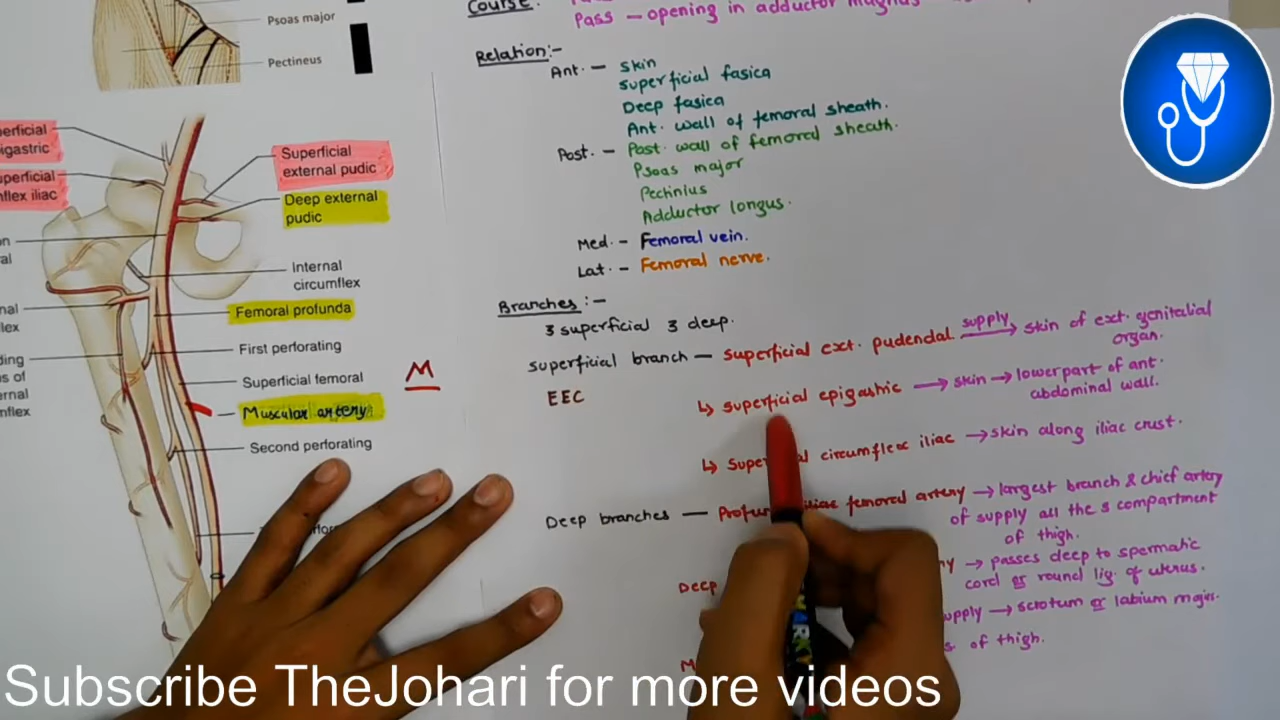 Psoas major
Pectineus
erficial
igastric
uperficial
nflex iliac
Superficial
external pudic
Deep external
pudic
Internal
circumflex
Femoral profunda
First perforating
Superficial femoral
Muscular artery
Second perforating
M
Course:
Pass — opening in adductor magnus
Relation:-
Ant. — Skin
Superficial fasica
Deep fasica
Ant. wall of femoral sheath.
Post. — Post. wall of femoral sheath.
Psoas major
Pectinius
Adductor longus.
Med. - Femoral vein.
Lat. - Femoral nerve.
Branches:-
3 superficial 3 deep.
Superficial branch — Superficial ext. pudendal supply → skin of ext. genitalial organ.
EEC
↳ Superficial epigastric → skin → lower part of ant. abdominal wall.
↳ circumflex iliac → skin along iliac crust.
Deep branches — femoral artery → largest branch & chief artery
of supply all the 3 compartment
of thigh.
Deep → passes deep to spermatic
cord or round lig. of uterus.
→ scrotum or labium majus.
of thigh.
Subscribe TheJohari for more videos